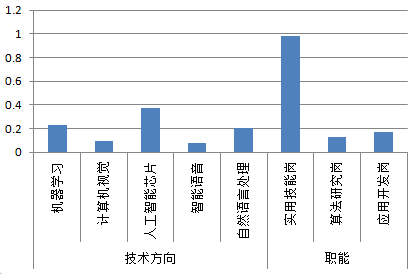 1.2
1
0.8
0.6
0.4
0.2
0
机器学习
计算机视觉
人工智能芯片
智能语音
自然语言处理
实用技能岗
算法研究岗
应用开发岗
技术方向
职能